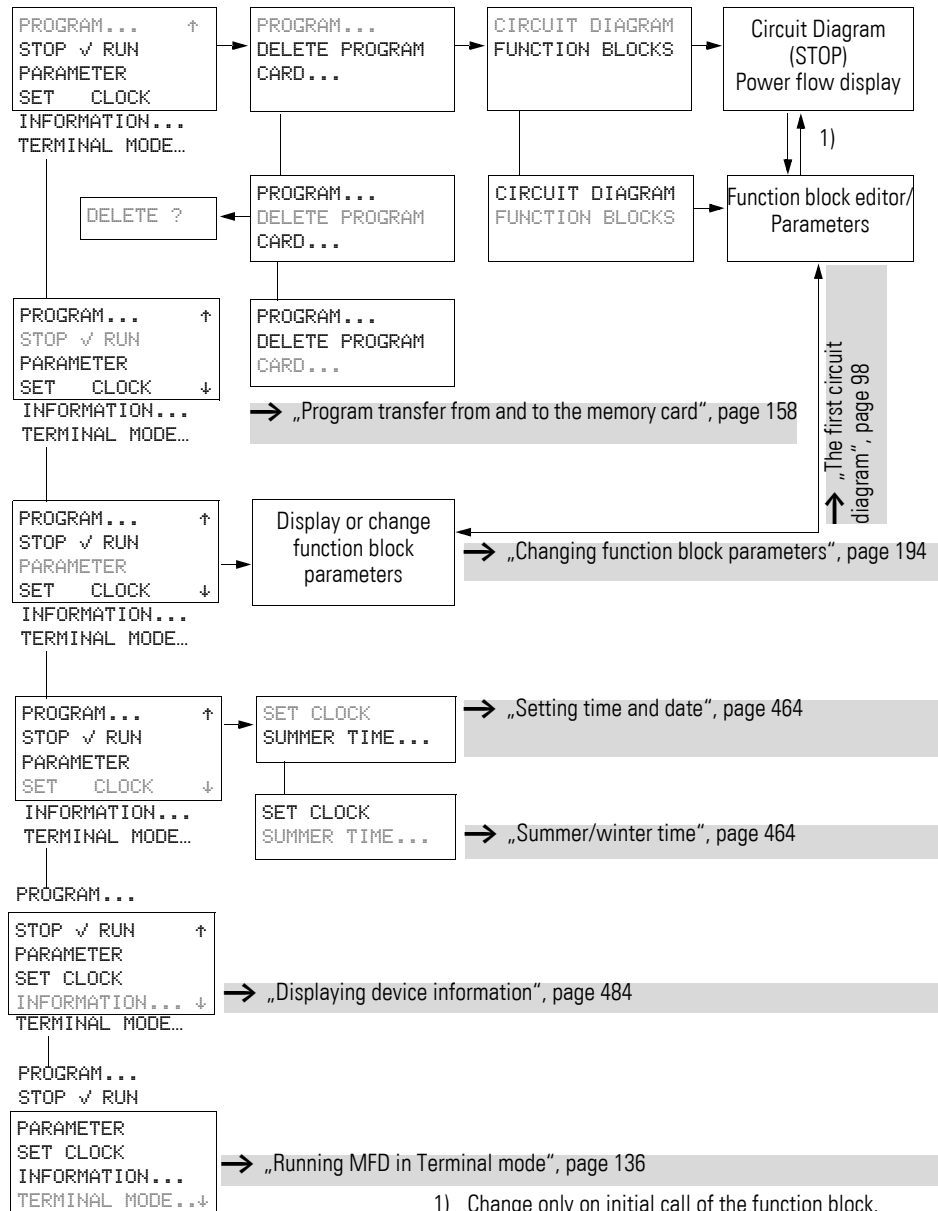 PROGRAM... ↑
STOP √ RUN
PARAMETER
SET CLOCK
INFORMATION...
TERMINAL MODE…
PROGRAM...
DELETE PROGRAM
CARD...
CIRCUIT DIAGRAM
FUNCTION BLOCKS
Circuit Diagram
(STOP)
Power flow display
1)
DELETE ?
PROGRAM...
DELETE PROGRAM
CARD...
CIRCUIT DIAGRAM
FUNCTION BLOCKS
Function block editor/
Parameters
PROGRAM... ↑
STOP √ RUN
PARAMETER
SET CLOCK ↓
INFORMATION...
TERMINAL MODE…
PROGRAM...
DELETE PROGRAM
CARD...
→ „Program transfer from and to the memory card“, page 158
→ „The first circuit
diagram“, page 98
PROGRAM... ↑
STOP √ RUN
PARAMETER
SET CLOCK ↓
INFORMATION...
TERMINAL MODE…
Display or change
function block
parameters
→ „Changing function block parameters“, page 194
PROGRAM... ↑
STOP √ RUN
PARAMETER
SET CLOCK ↓
INFORMATION...
TERMINAL MODE…
SET CLOCK
SUMMER TIME...
→ „Setting time and date“, page 464
SET CLOCK
SUMMER TIME...
→ „Summer/winter time“, page 464
PROGRAM...
STOP √ RUN ↑
PARAMETER
SET CLOCK
INFORMATION... ↓
TERMINAL MODE…
→ „Displaying device information“, page 484
PROGRAM...
STOP √ RUN
PARAMETER
SET CLOCK
INFORMATION...
TERMINAL MODE..↓
→ „Running MFD in Terminal mode“, page 136
1) Change only on initial call of the function block.